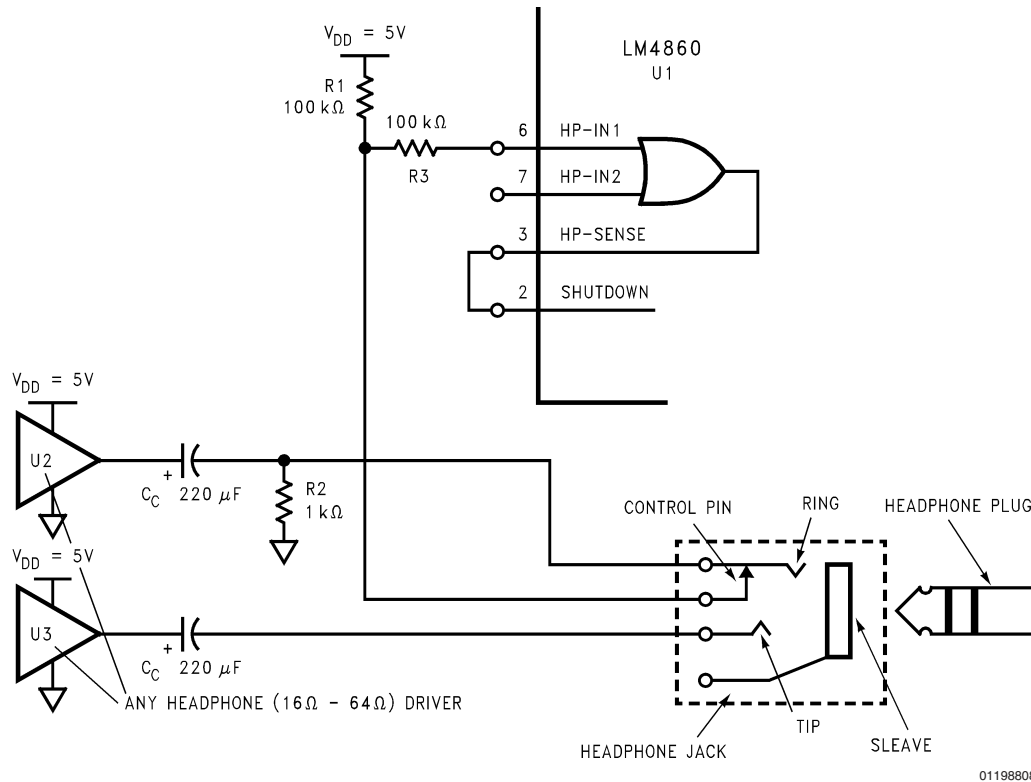 V_DD = 5V
R1
100 kΩ
100 kΩ
R3
LM4860
U1
6 HP-IN1
7 HP-IN2
3 HP-SENSE
2 SHUTDOWN
V_DD = 5V
U2
+
C_C 220 μF
R2
1 kΩ
V_DD = 5V
U3
+
C_C 220 μF
ANY HEADPHONE (16Ω - 64Ω) DRIVER
CONTROL PIN
RING
HEADPHONE PLUG
TIP
SLEAVE
HEADPHONE JACK